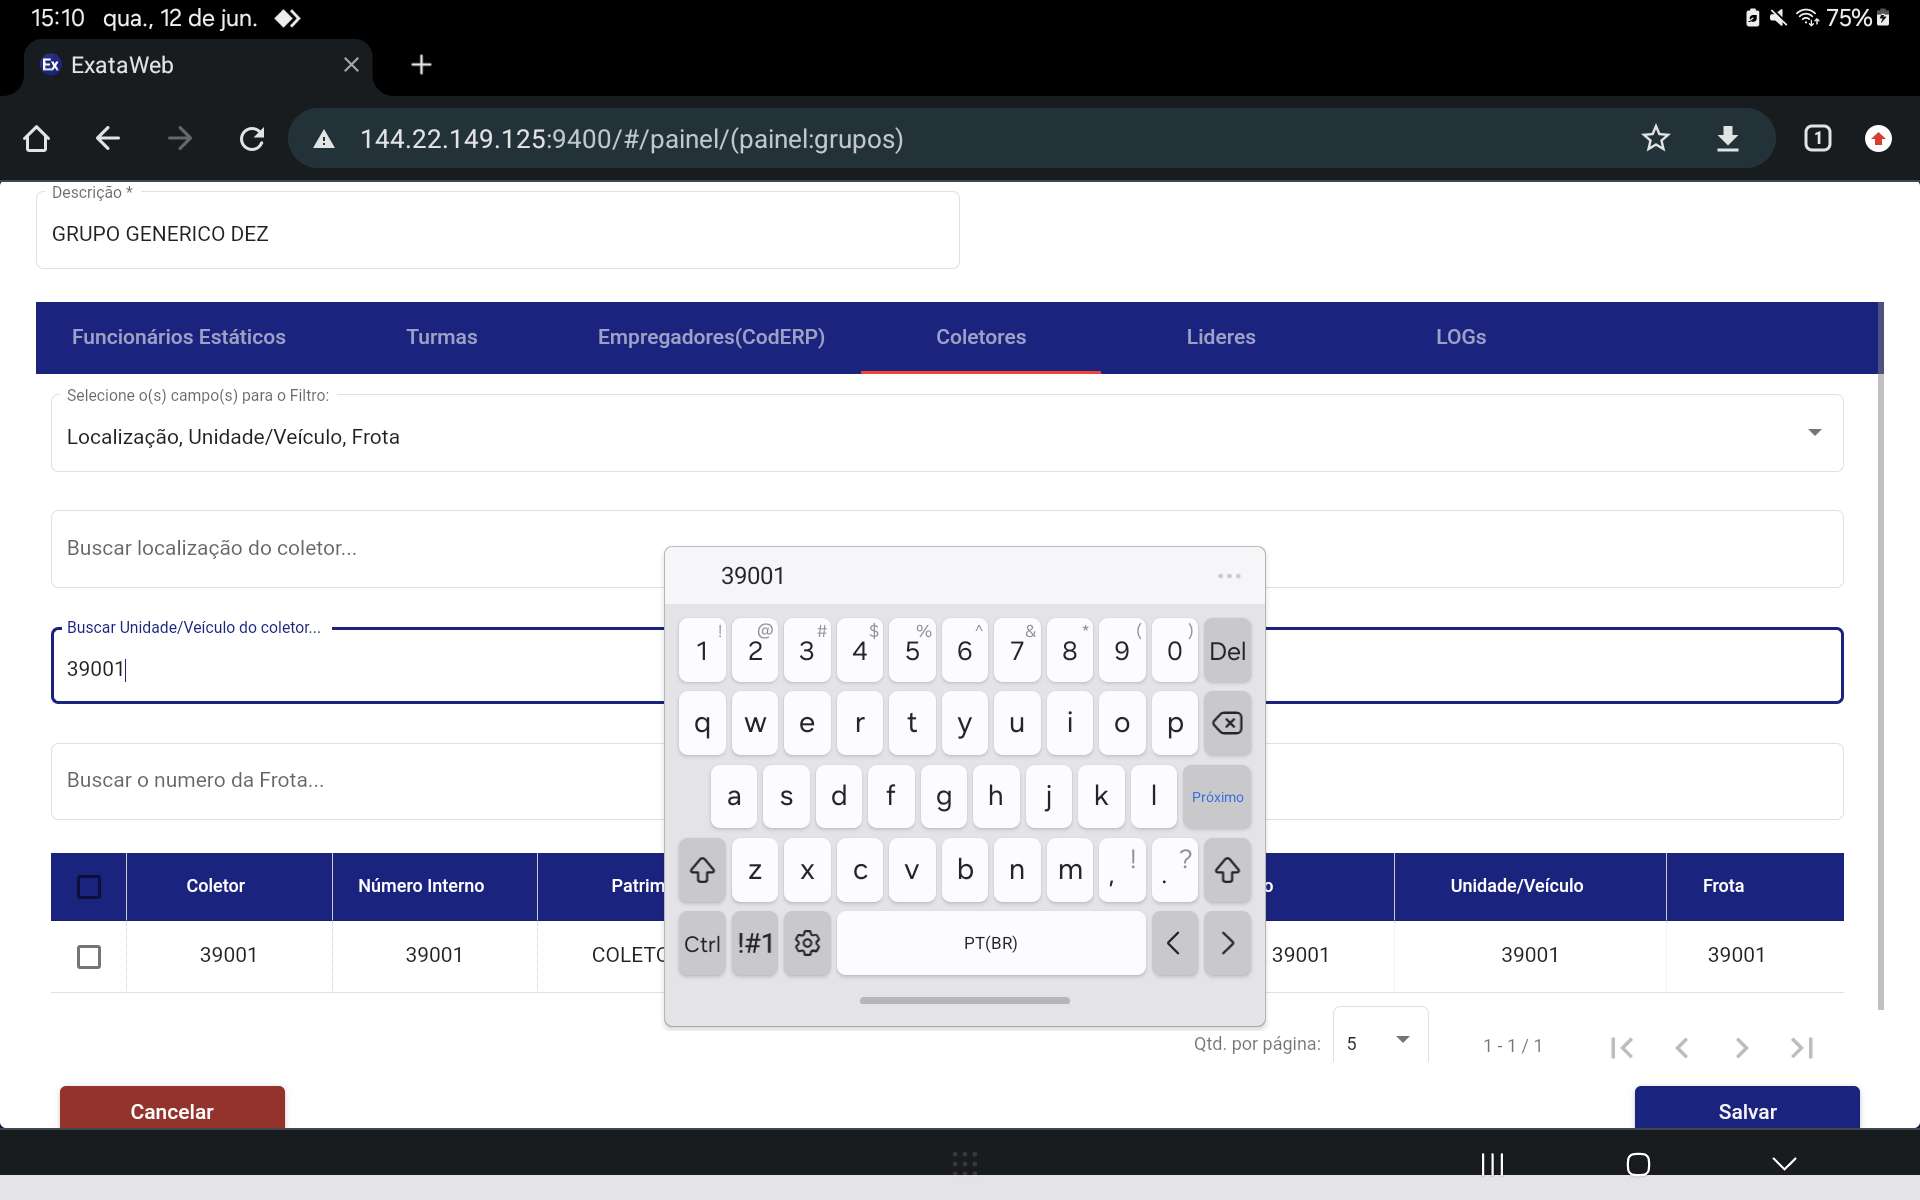 15:10 qua., 12 de jun. 75%
Ex ExataWeb
144.22.149.125:9400/#/painel/(painel:grupos) 1
Descrição *
GRUPO GENERICO DEZ
Funcionários Estáticos Turmas Empregadores(CodERP) Coletores Lideres LOGs
Selecione o(s) campo(s) para o Filtro:
Localização, Unidade/Veículo, Frota
Buscar localização do coletor...
39001 ...
Buscar Unidade/Veículo do coletor...
39001
! @ # $ % ^ & * ( )
1 2 3 4 5 6 7 8 9 0 Del
q w e r t y u i o p
Buscar o numero da Frota...
a s d f g h j k l Próximo
z x c v b n m , ! . ?
Ctrl !#1 PT(BR) < >
Coletor Número Interno Patrim o Unidade/Veículo Frota
39001 39001 COLETO 39001 39001 39001
Qtd. por página: 5 1 - 1 / 1
Cancelar Salvar